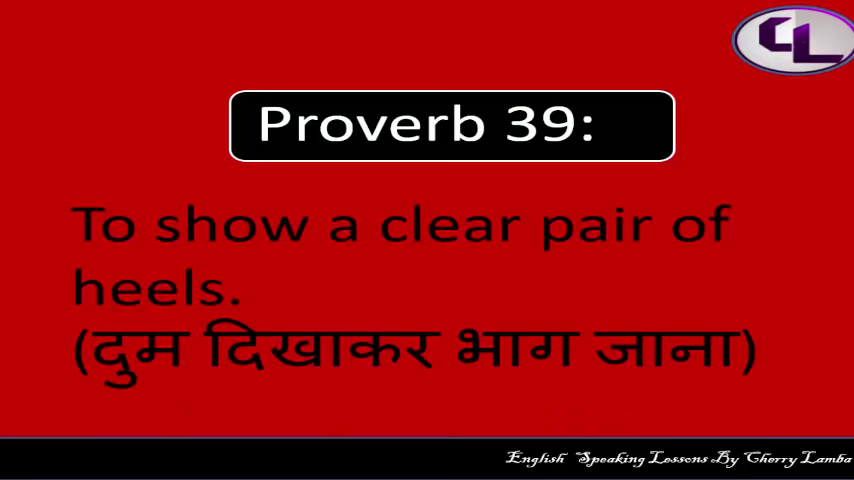 CL
Proverb 39:
To show a clear pair of
heels.
(दुम दिखाकर भाग जाना)
English Speaking Lessons By Cherry Lamba